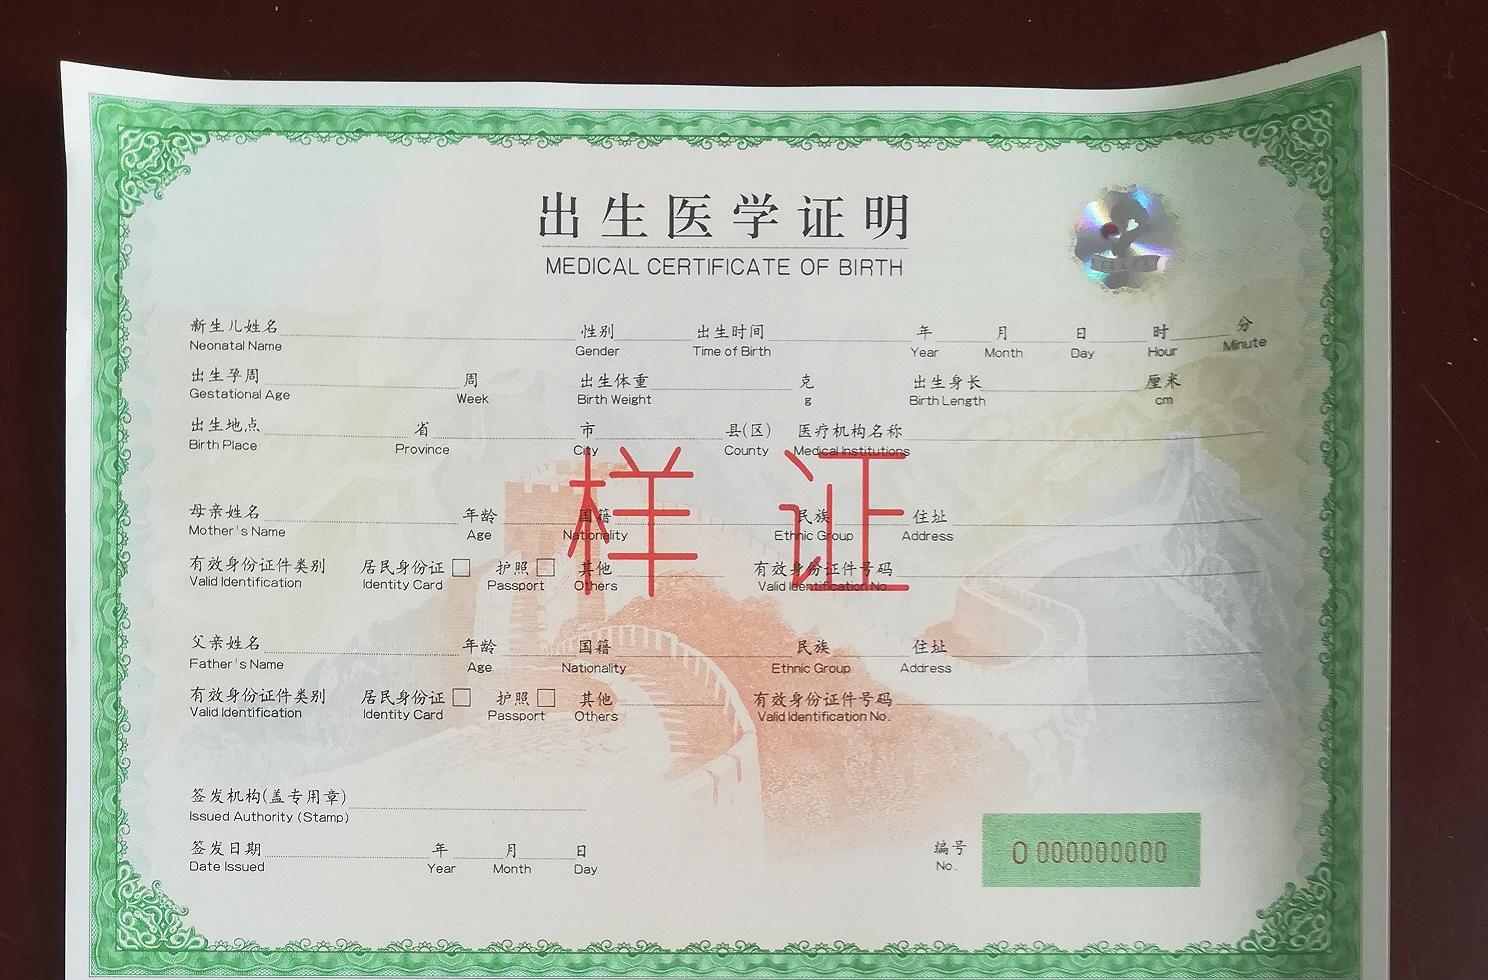 出生医学证明
MEDICAL CERTIFICATE OF BIRTH
新生儿姓名 性别 出生时间 年 月 日 时 分
Neonatal Name Gender Time of Birth Year Month Day Hour Minute
出生孕周 周 出生体重 克 出生身长 厘米
Gestational Age Week Birth Weight g Birth Length cm
出生地点 省 市 县(区) 医疗机构名称
Birth Place Province City County Medical Institutions
样证
母亲姓名 年龄 国籍 民族 住址
Mother's Name Age Nationality Ethnic Group Address
有效身份证件类别 居民身份证 护照 其他 有效身份证件号码
Valid Identification Identity Card Passport Others Valid Identification No.
父亲姓名 年龄 国籍 民族 住址
Father's Name Age Nationality Ethnic Group Address
有效身份证件类别 居民身份证 护照 其他 有效身份证件号码
Valid Identification Identity Card Passport Others Valid Identification No.
签发机构(盖专用章)
Issued Authority (Stamp)
签发日期 年 月 日 编号 O 000000000
Date Issued Year Month Day No.